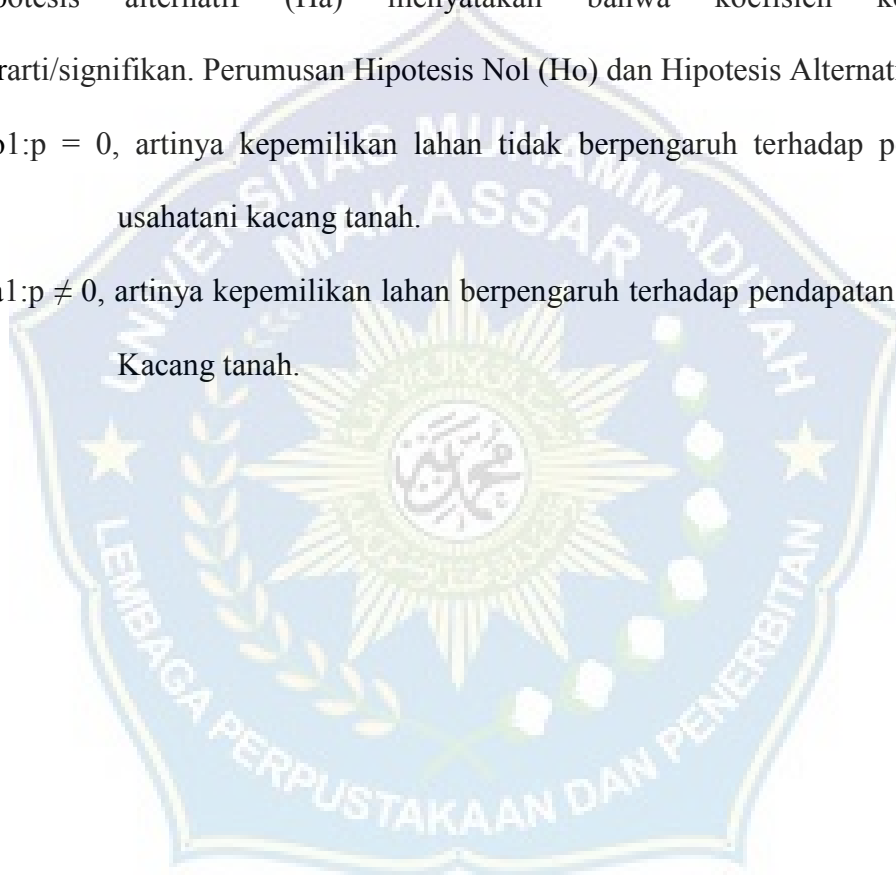 alternatif (Ha) menyatakan bahwa koefisien
rarti/signifikan. Perumusan Hipotesis Nol (Ho) dan Hipotesis Alternat
o1:p = 0, artinya kepemilikan lahan tidak berpengaruh terhadap p
usahatani kacang tanah.
a1:p ≠ 0, artinya kepemilikan lahan berpengaruh terhadap pendapatan
Kacang tanah.
UNIVERSITAS MUHAMMADIYAH
MAKASSAR
LEMBAGA PERPUSTAKAAN DAN PENERBITAN